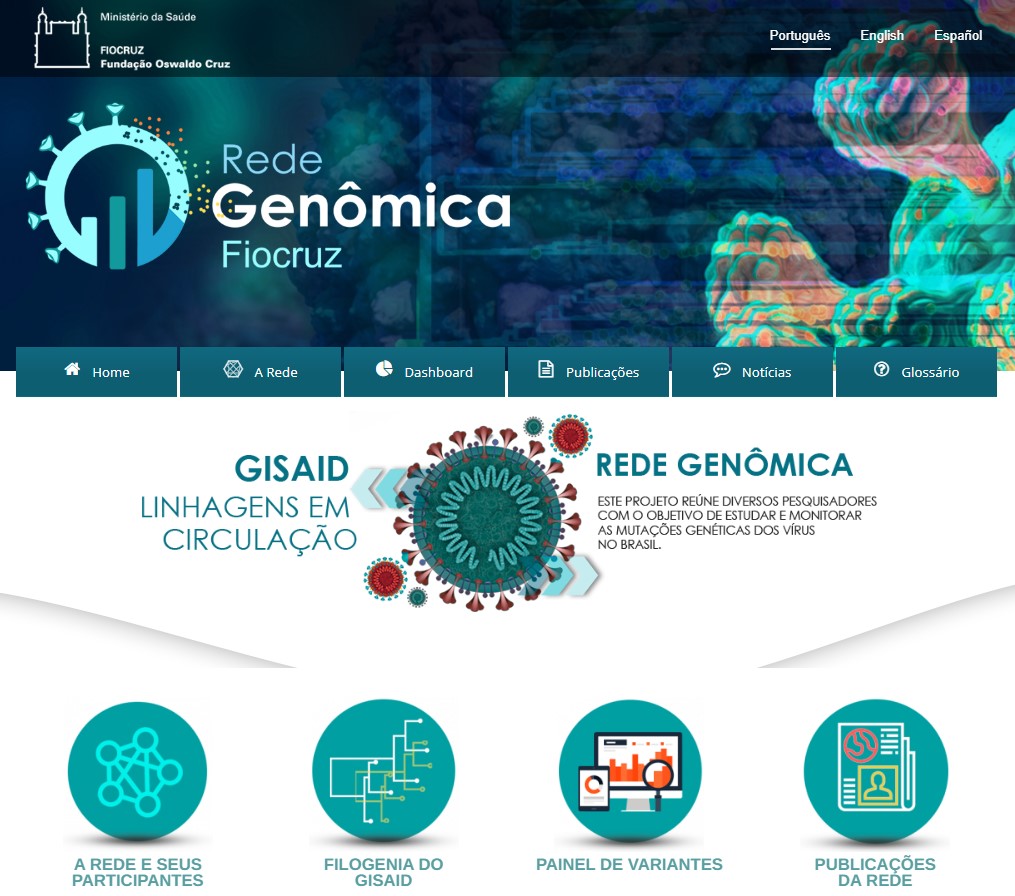 Ministério da Saúde
FIOCRUZ
Fundação Oswaldo Cruz
Português English Español
Rede
Genômica
Fiocruz
Home A Rede Dashboard Publicações Notícias Glossário
GISAID
LINHAGENS EM
CIRCULAÇÃO
REDE GENÔMICA
ESTE PROJETO REÚNE DIVERSOS PESQUISADORES
COM O OBJETIVO DE ESTUDAR E MONITORAR
AS MUTAÇÕES GENÉTICAS DOS VÍRUS
NO BRASIL.
A REDE E SEUS
PARTICIPANTES
FILOGENIA DO
GISAID
PAINEL DE VARIANTES
PUBLICAÇÕES
DA REDE